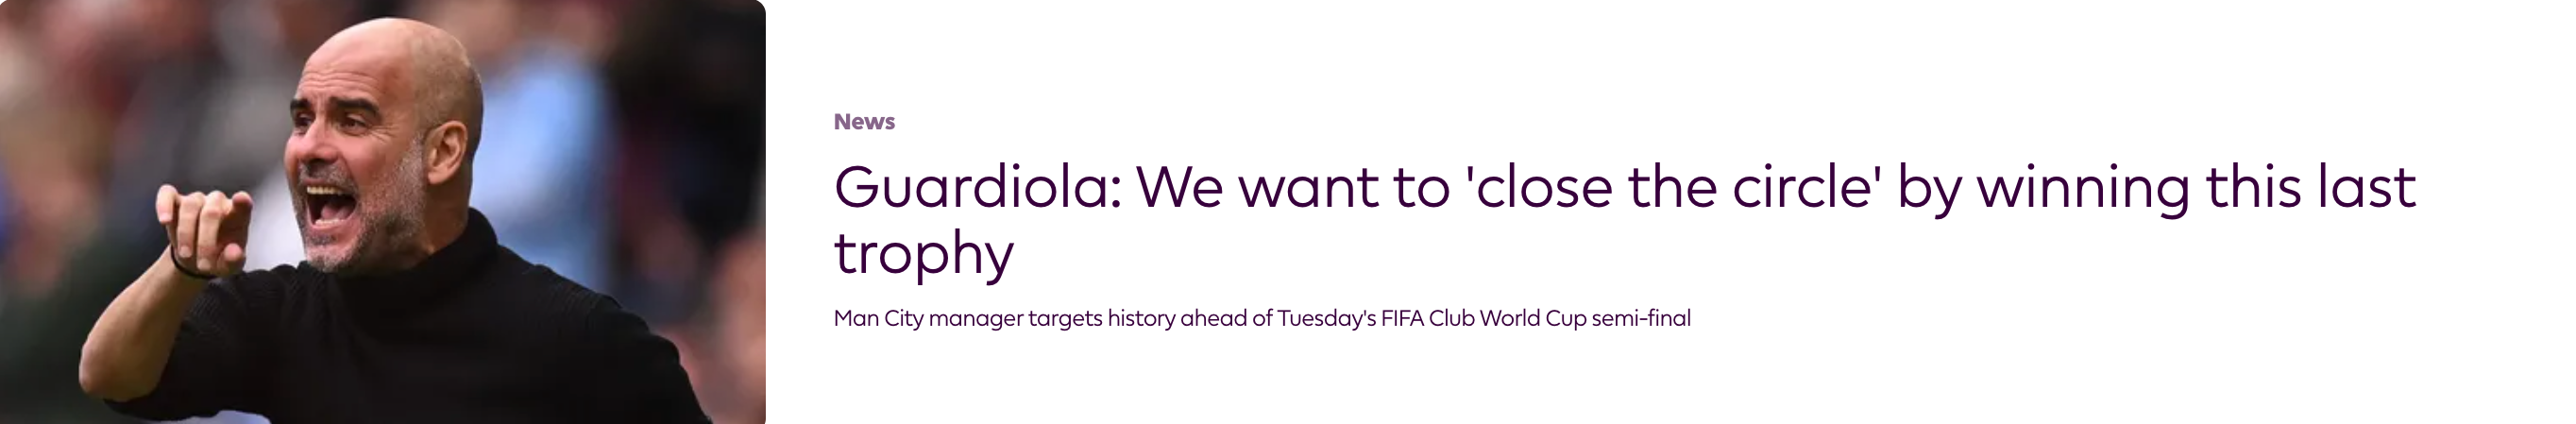 News
Guardiola: We want to 'close the circle' by winning this last
trophy
Man City manager targets history ahead of Tuesday's FIFA Club World Cup semi-final